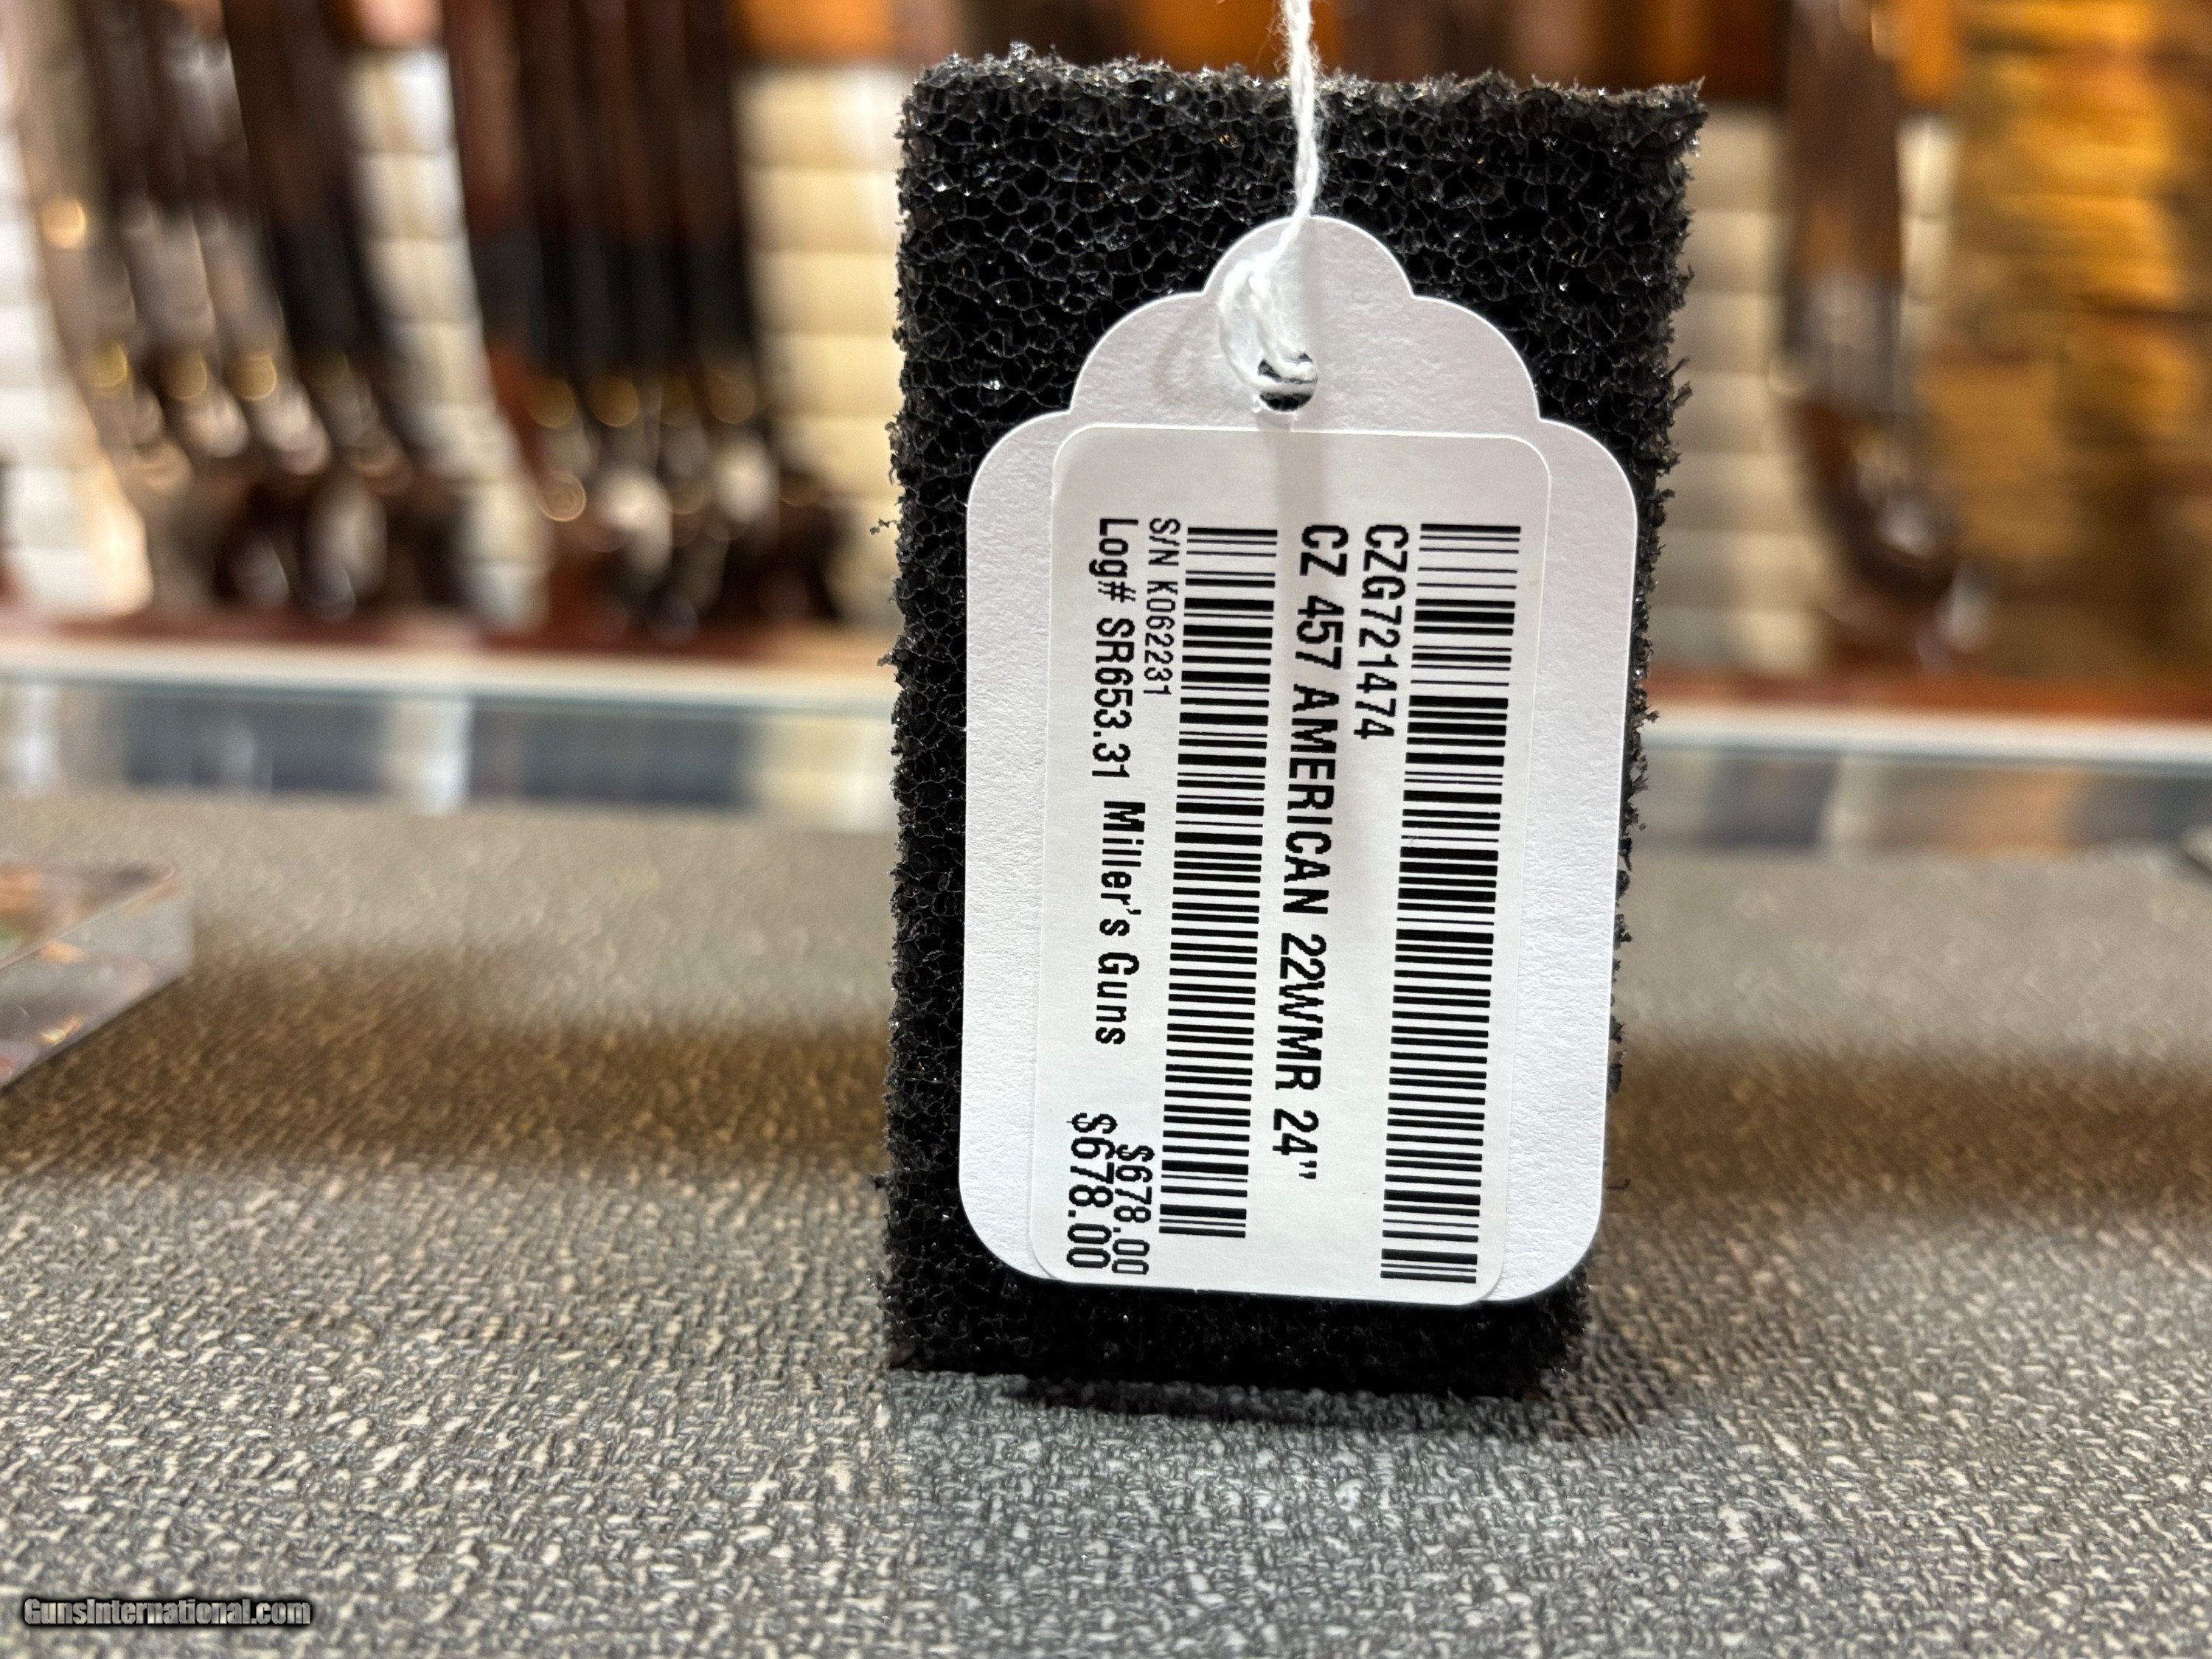 CZG721474
CZ 457 AMERICAN 22WMR 24"
S/N K062231
$678.00
Log# SR653.31 Miller's Guns $678.00
GunsInternational.com